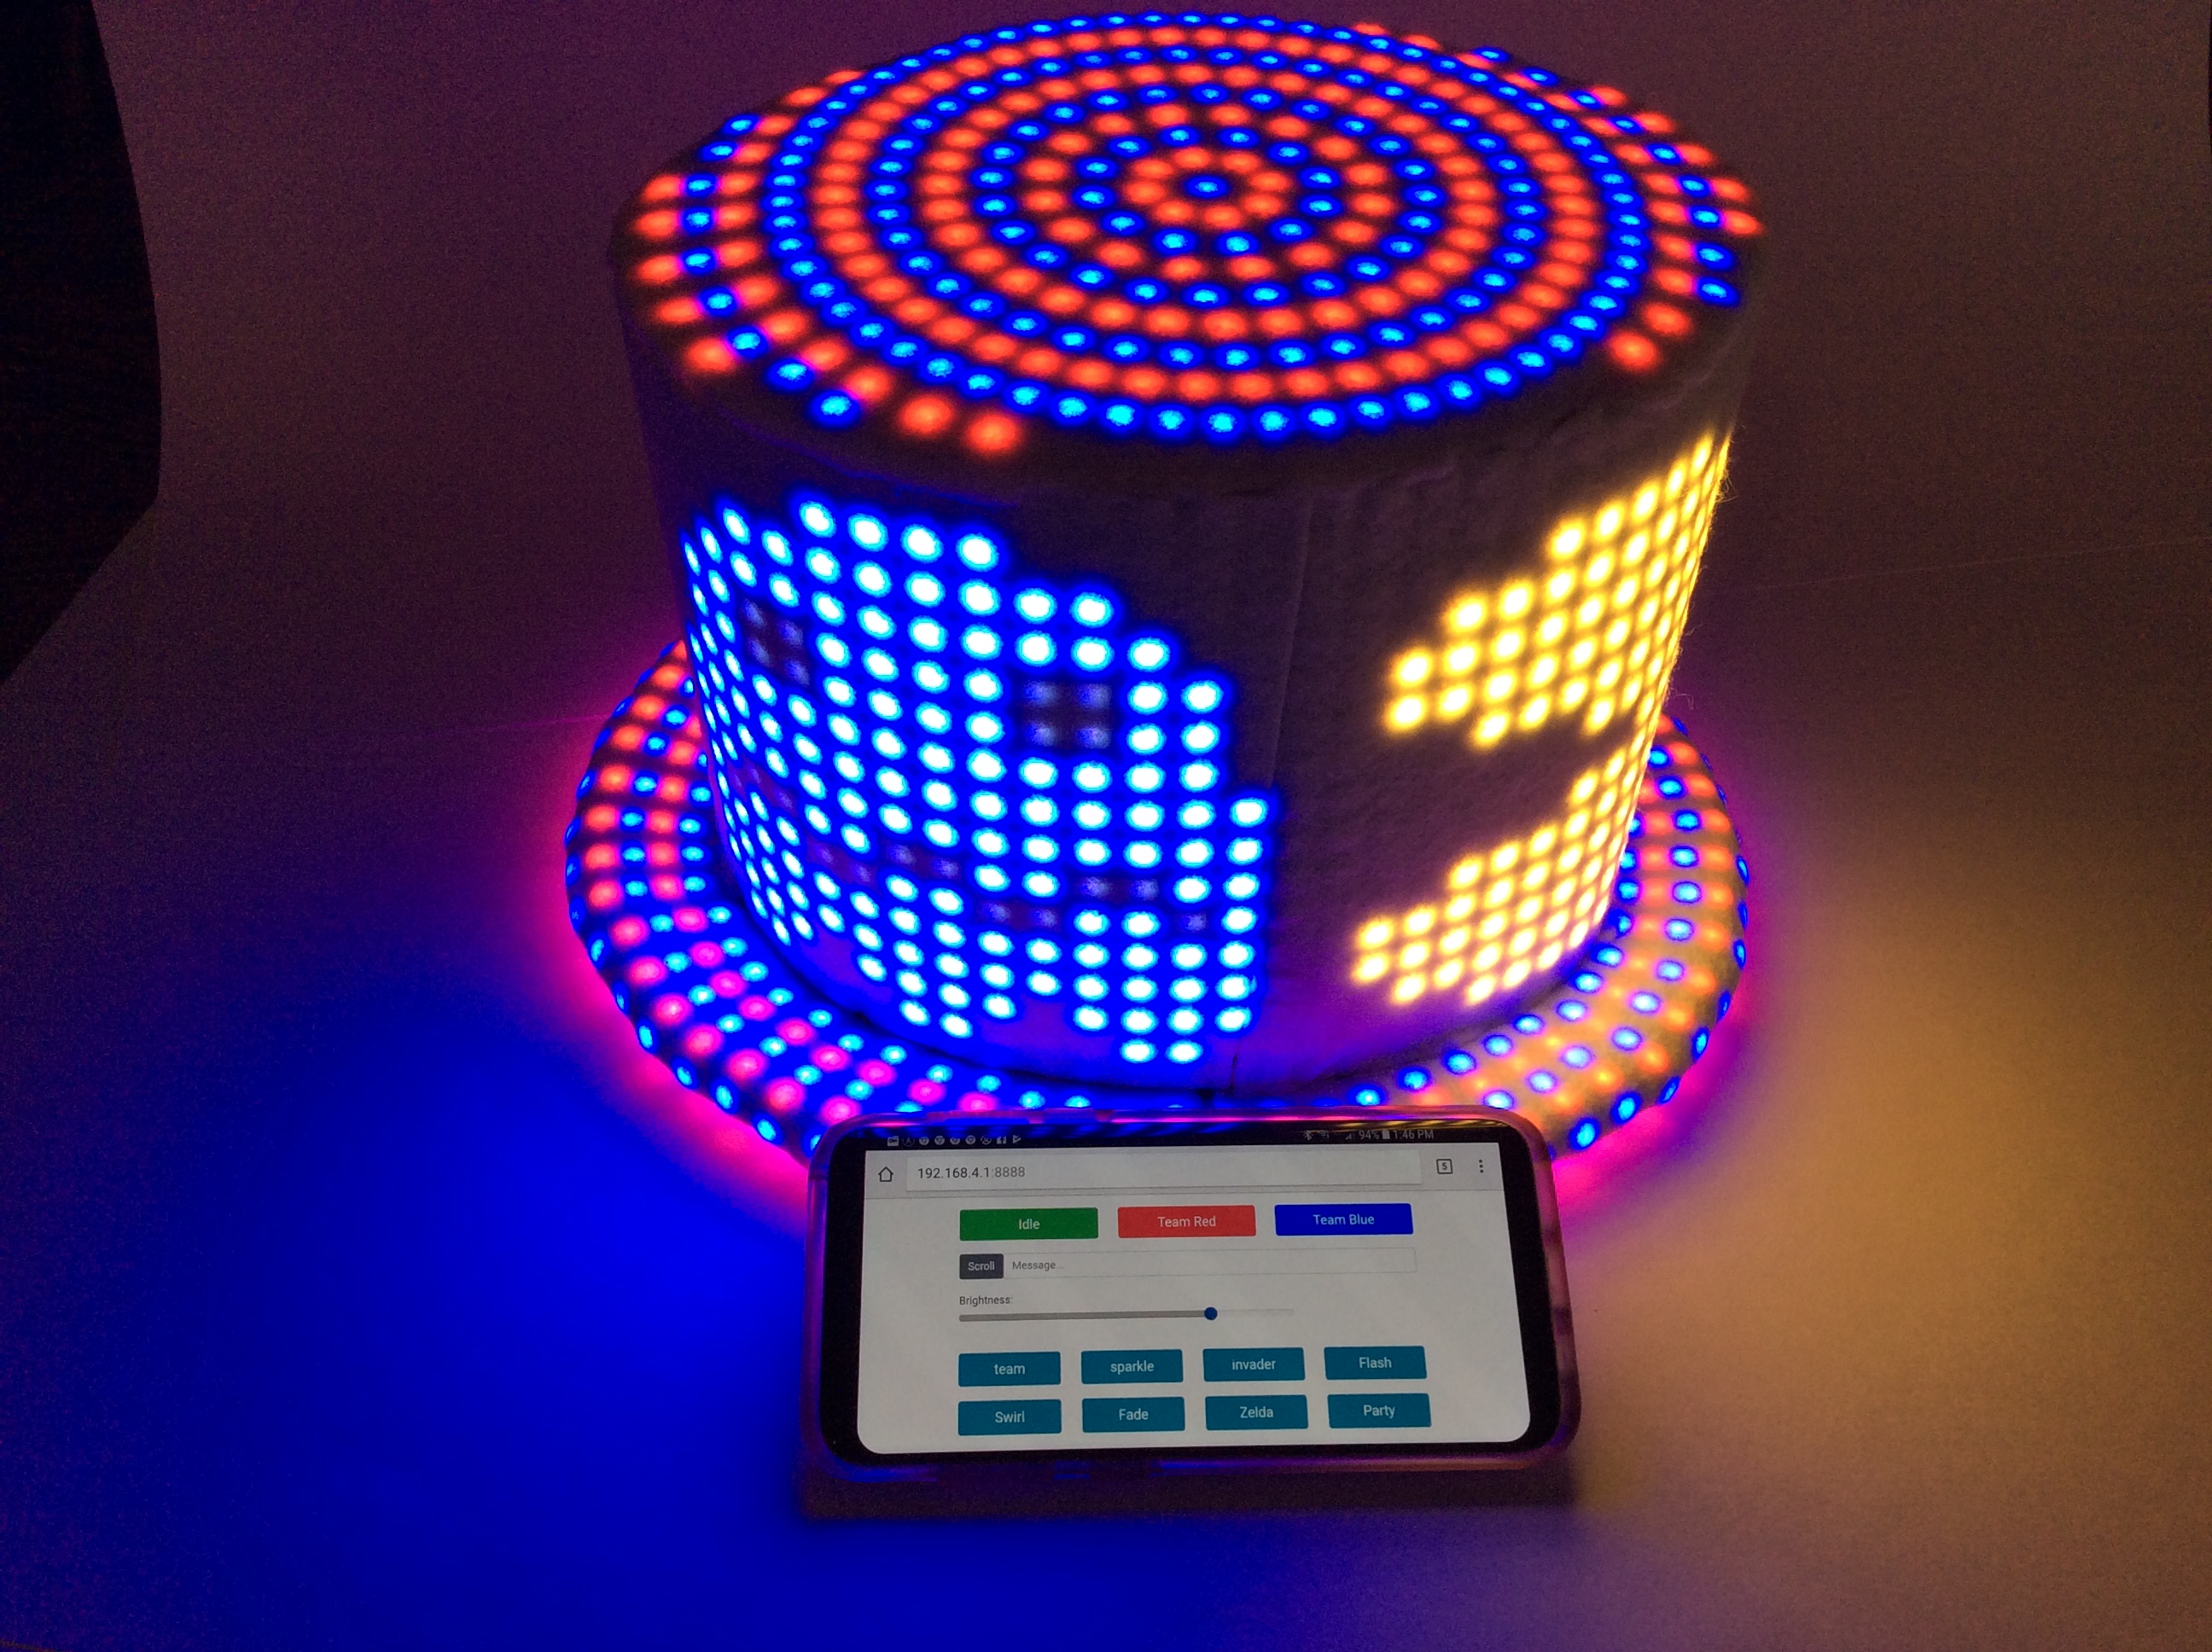 94% 1:46 PM
192.168.4.1:8888
5
Idle Team Red Team Blue
Scroll Message...
Brightness:
team sparkle invader Flash
Swirl Fade Zelda Party